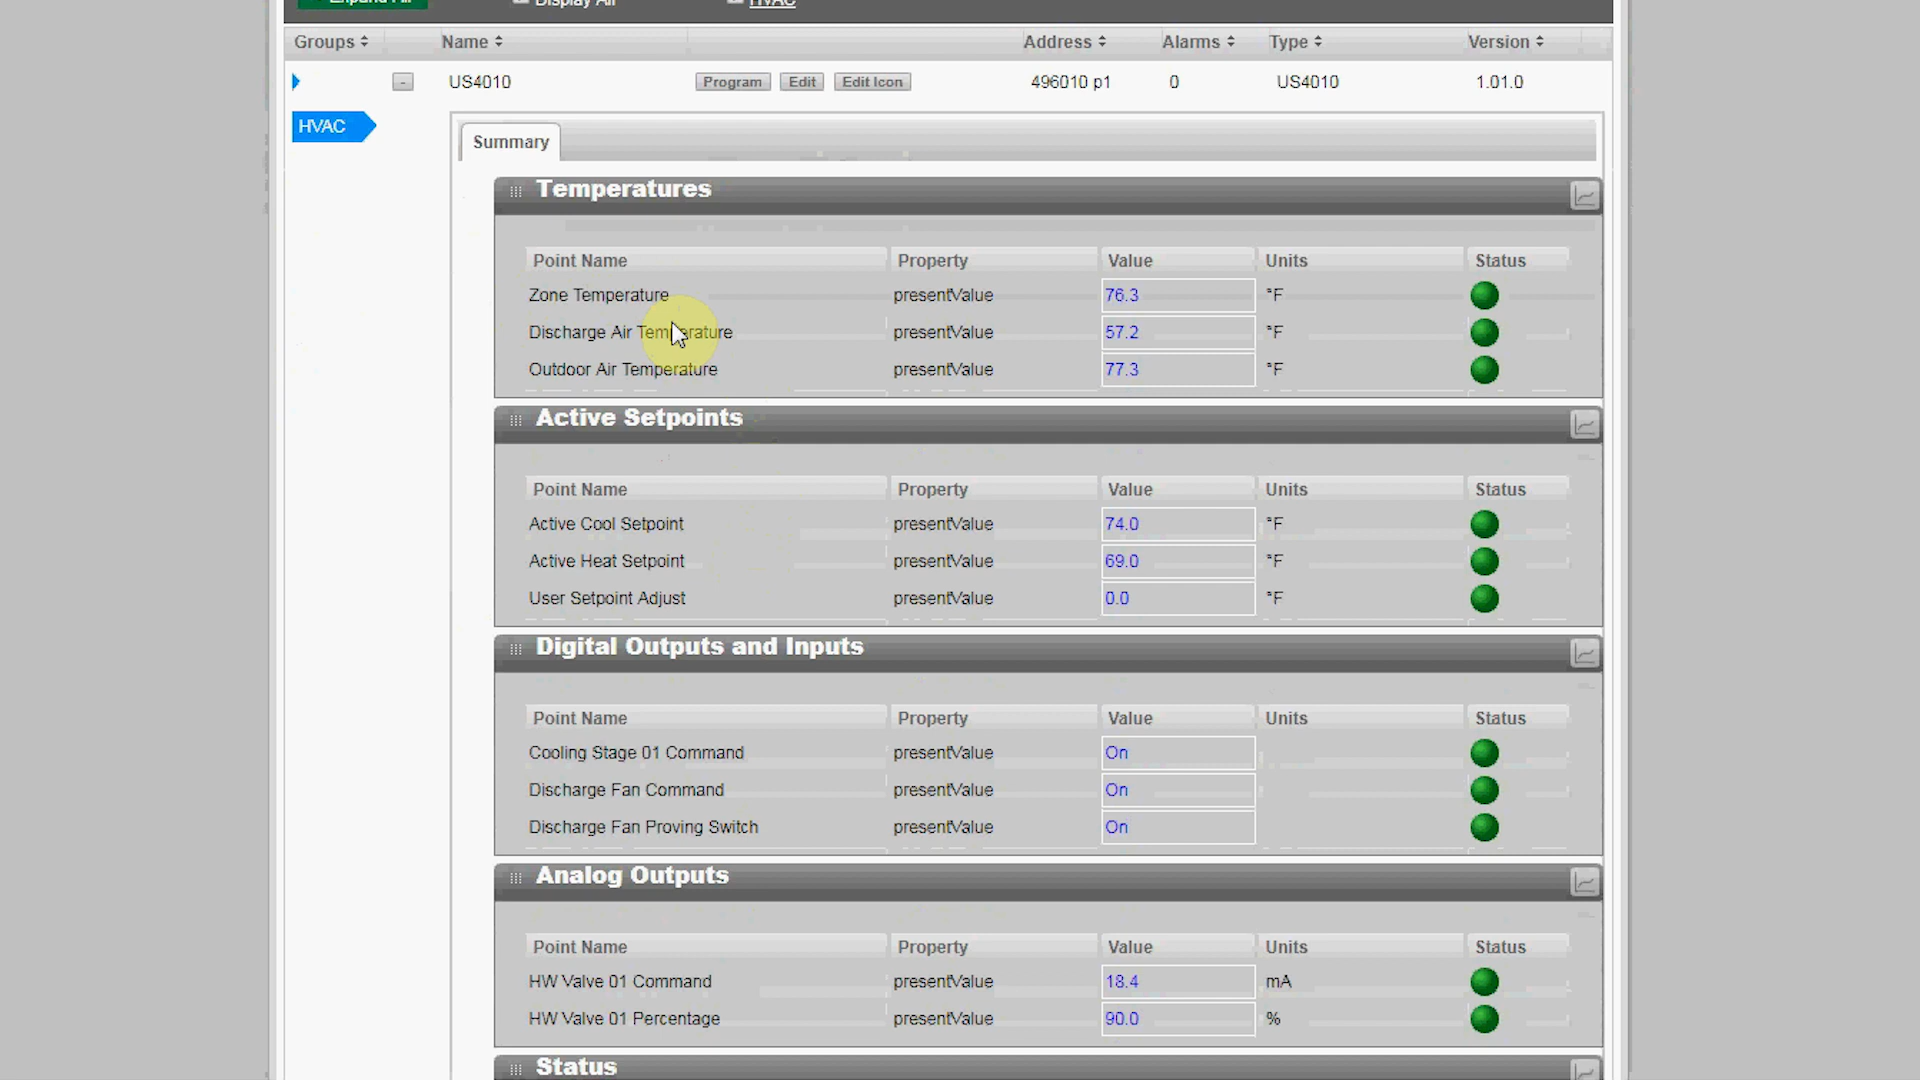 Expand All Display All HVAC
Groups Name Address Alarms Type Version
- US4010 Program Edit Edit Icon 496010 p1 0 US4010 1.01.0
HVAC
Summary
Temperatures
Point Name Property Value Units Status
Zone Temperature presentValue 76.3 °F
Discharge Air Temperature presentValue 57.2 °F
Outdoor Air Temperature presentValue 77.3 °F
Active Setpoints
Point Name Property Value Units Status
Active Cool Setpoint presentValue 74.0 °F
Active Heat Setpoint presentValue 69.0 °F
User Setpoint Adjust presentValue 0.0 °F
Digital Outputs and Inputs
Point Name Property Value Units Status
Cooling Stage 01 Command presentValue On
Discharge Fan Command presentValue On
Discharge Fan Proving Switch presentValue On
Analog Outputs
Point Name Property Value Units Status
HW Valve 01 Command presentValue 18.4 mA
HW Valve 01 Percentage presentValue 90.0 %
Status